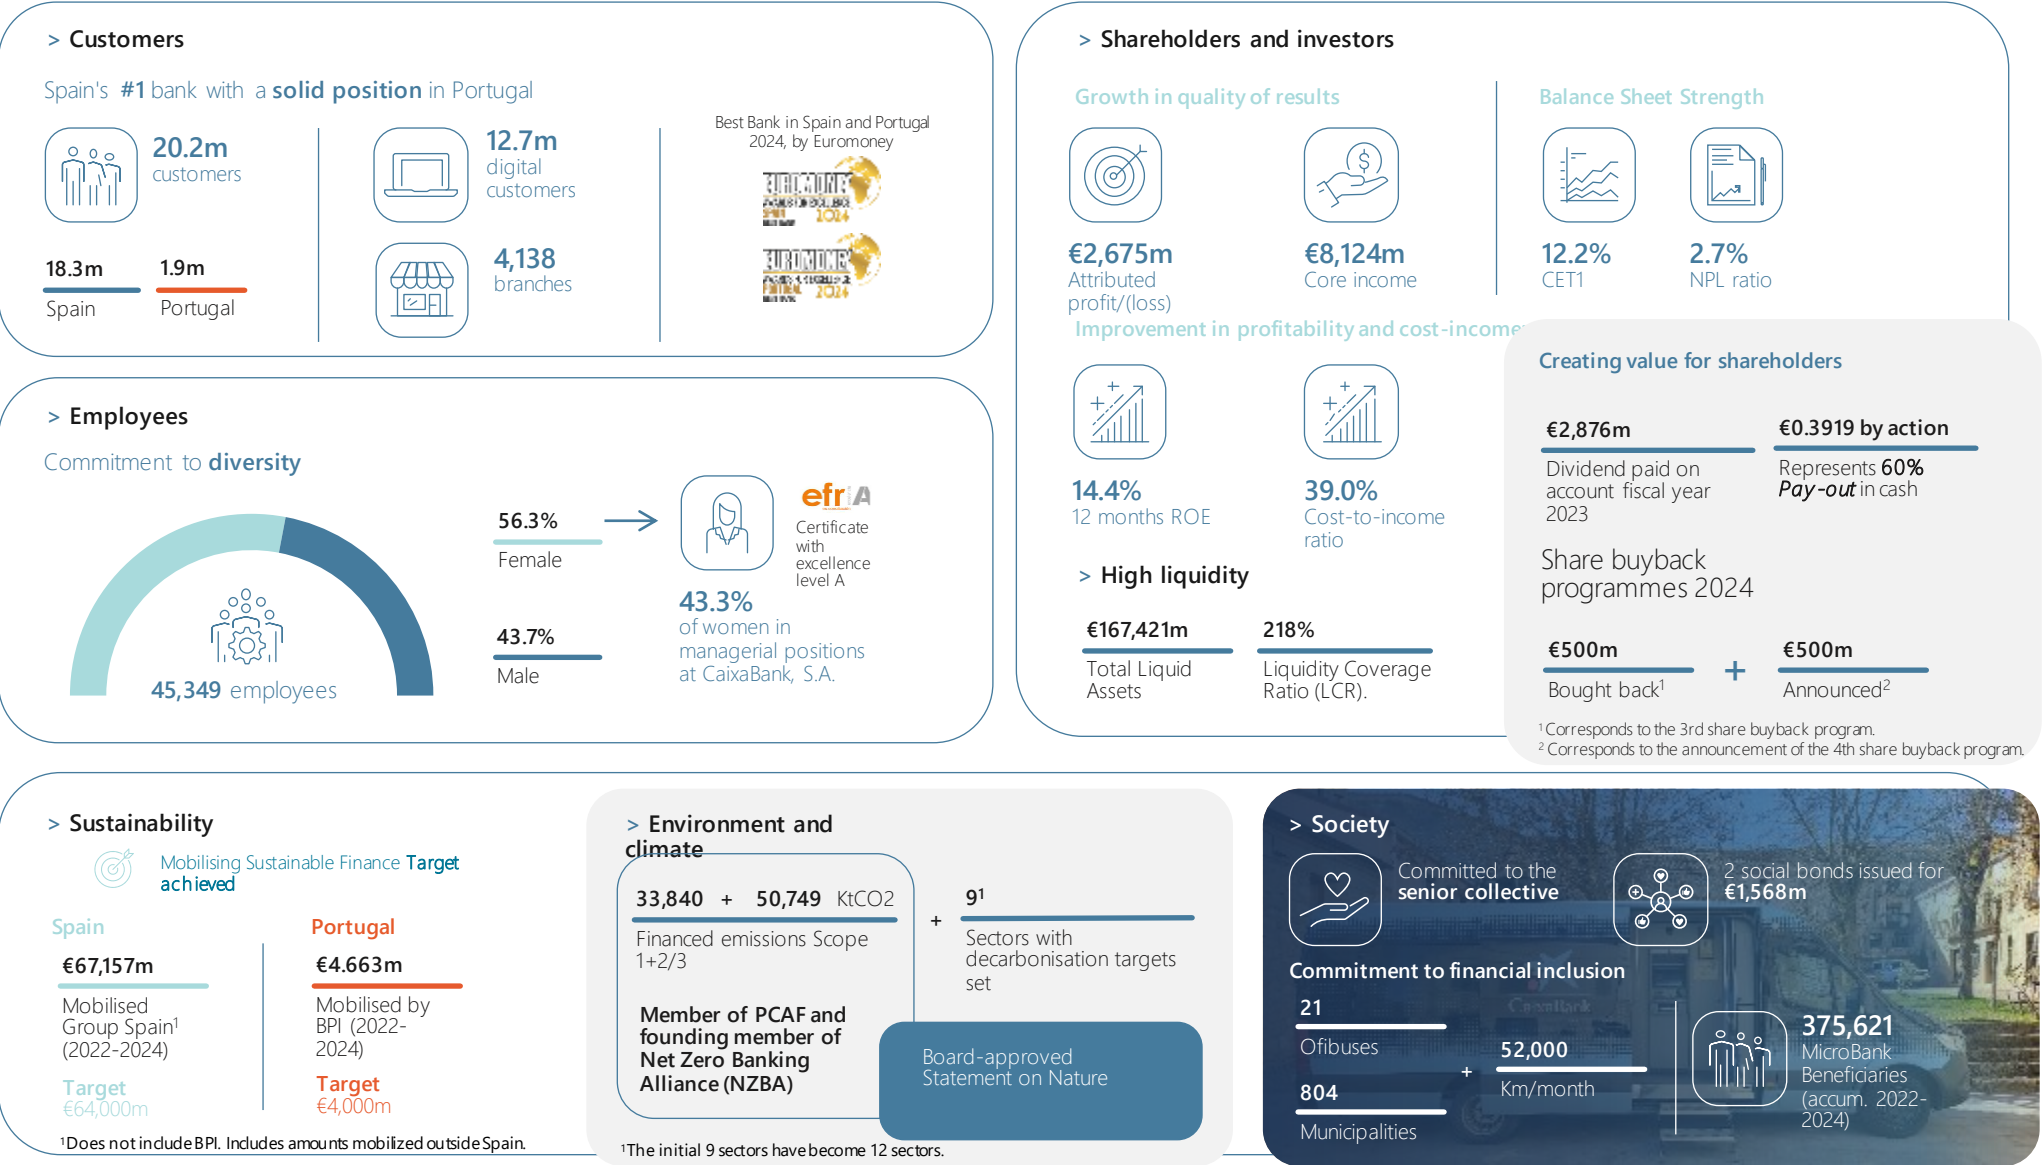 > Customers
Spain's #1 bank with a solid position in Portugal
20.2m
customers
18.3m
Spain
1.9m
Portugal
12.7m
digital
customers
4,138
branches
Best Bank in Spain and Portugal
2024, by Euromoney
EUROMONEY
AWARDS FOR EXCELLENCE
SPAIN
2024
EUROMONEY
PORTUGAL
2024
> Employees
Commitment to diversity
45,349 employees
56.3%
Female
43.7%
Male
efr A
Certificate
with
excellence
level A
43.3%
of women in
managerial positions
at CaixaBank, S.A.
> Shareholders and investors
Growth in quality of results
€2,675m
Attributed
profit/(loss)
€8,124m
Core income
Balance Sheet Strength
12.2%
CET1
2.7%
NPL ratio
Improvement in profitability and cost-income
14.4%
12 months ROE
39.0%
Cost-to-income
ratio
> High liquidity
€167,421m
Total Liquid
Assets
218%
Liquidity Coverage
Ratio (LCR).
Creating value for shareholders
€2,876m
Dividend paid on
account fiscal year
2023
€0.3919 by action
Represents 60%
Pay-out in cash
Share buyback
programmes 2024
€500m
Bought back¹
+
€500m
Announced²
¹ Corresponds to the 3rd share buyback program.
² Corresponds to the announcement of the 4th share buyback program.
> Sustainability
Mobilising Sustainable Finance Target
achieved
Spain
€67,157m
Mobilised
Group Spain¹
(2022-2024)
Target
€64,000m
Portugal
€4.663m
Mobilised by
BPI (2022-
2024)
Target
€4,000m
¹Does not include BPI. Includes amounts mobilized outside Spain.
> Environment and
climate
33,840 + 50,749 KtCO2
Financed emissions Scope
1+2/3
+
9¹
Sectors with
decarbonisation targets
set
Member of PCAF and
founding member of
Net Zero Banking
Alliance (NZBA)
Board-approved
Statement on Nature
¹The initial 9 sectors have become 12 sectors.
> Society
Committed to the
senior collective
2 social bonds issued for
€1,568m
Commitment to financial inclusion
21
Ofibuses
804
Municipalities
+
52,000
Km/month
CaixaBank
375,621
MicroBank
Beneficiaries
(accum. 2022-
2024)